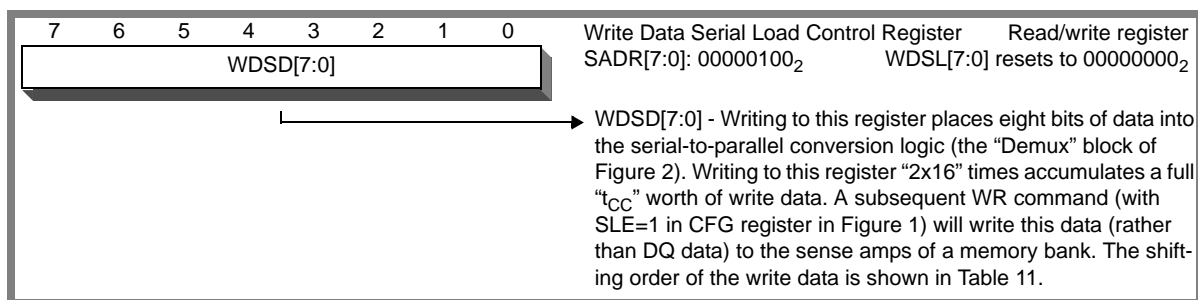 7 6 5 4 3 2 1 0
WDSD[7:0]
Write Data Serial Load Control Register Read/write register
SADR[7:0]: 00000100₂ WDSL[7:0] resets to 00000000₂
WDSD[7:0] - Writing to this register places eight bits of data into
the serial-to-parallel conversion logic (the “Demux” block of
Figure 2). Writing to this register “2x16” times accumulates a full
“tCC” worth of write data. A subsequent WR command (with
SLE=1 in CFG register in Figure 1) will write this data (rather
than DQ data) to the sense amps of a memory bank. The shift-
ing order of the write data is shown in Table 11.